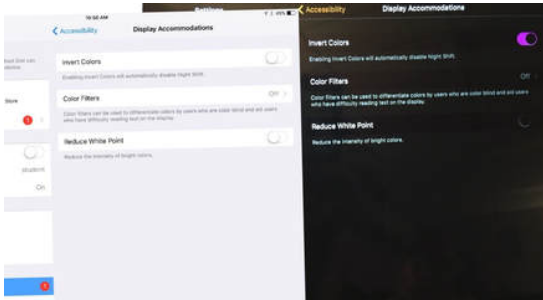 10:50 AM
Settings
Accessibility
Display Accommodations
Invert Colors
Enabling Invert Colors will automatically disable Night Shift.
Color Filters
Off
Color filters can be used to differentiate colors by users who are color blind and aid users
who have difficulty reading text on the display.
Reduce White Point
Reduce the intensity of bright colors.
Store
student
On
Accessibility
Display Accommodations
Invert Colors
Enabling Invert Colors will automatically disable Night Shift.
Color Filters
Off
Color filters can be used to differentiate colors by users who are color blind and aid users
who have difficulty reading text on the display.
Reduce White Point
Reduce the intensity of bright colors.